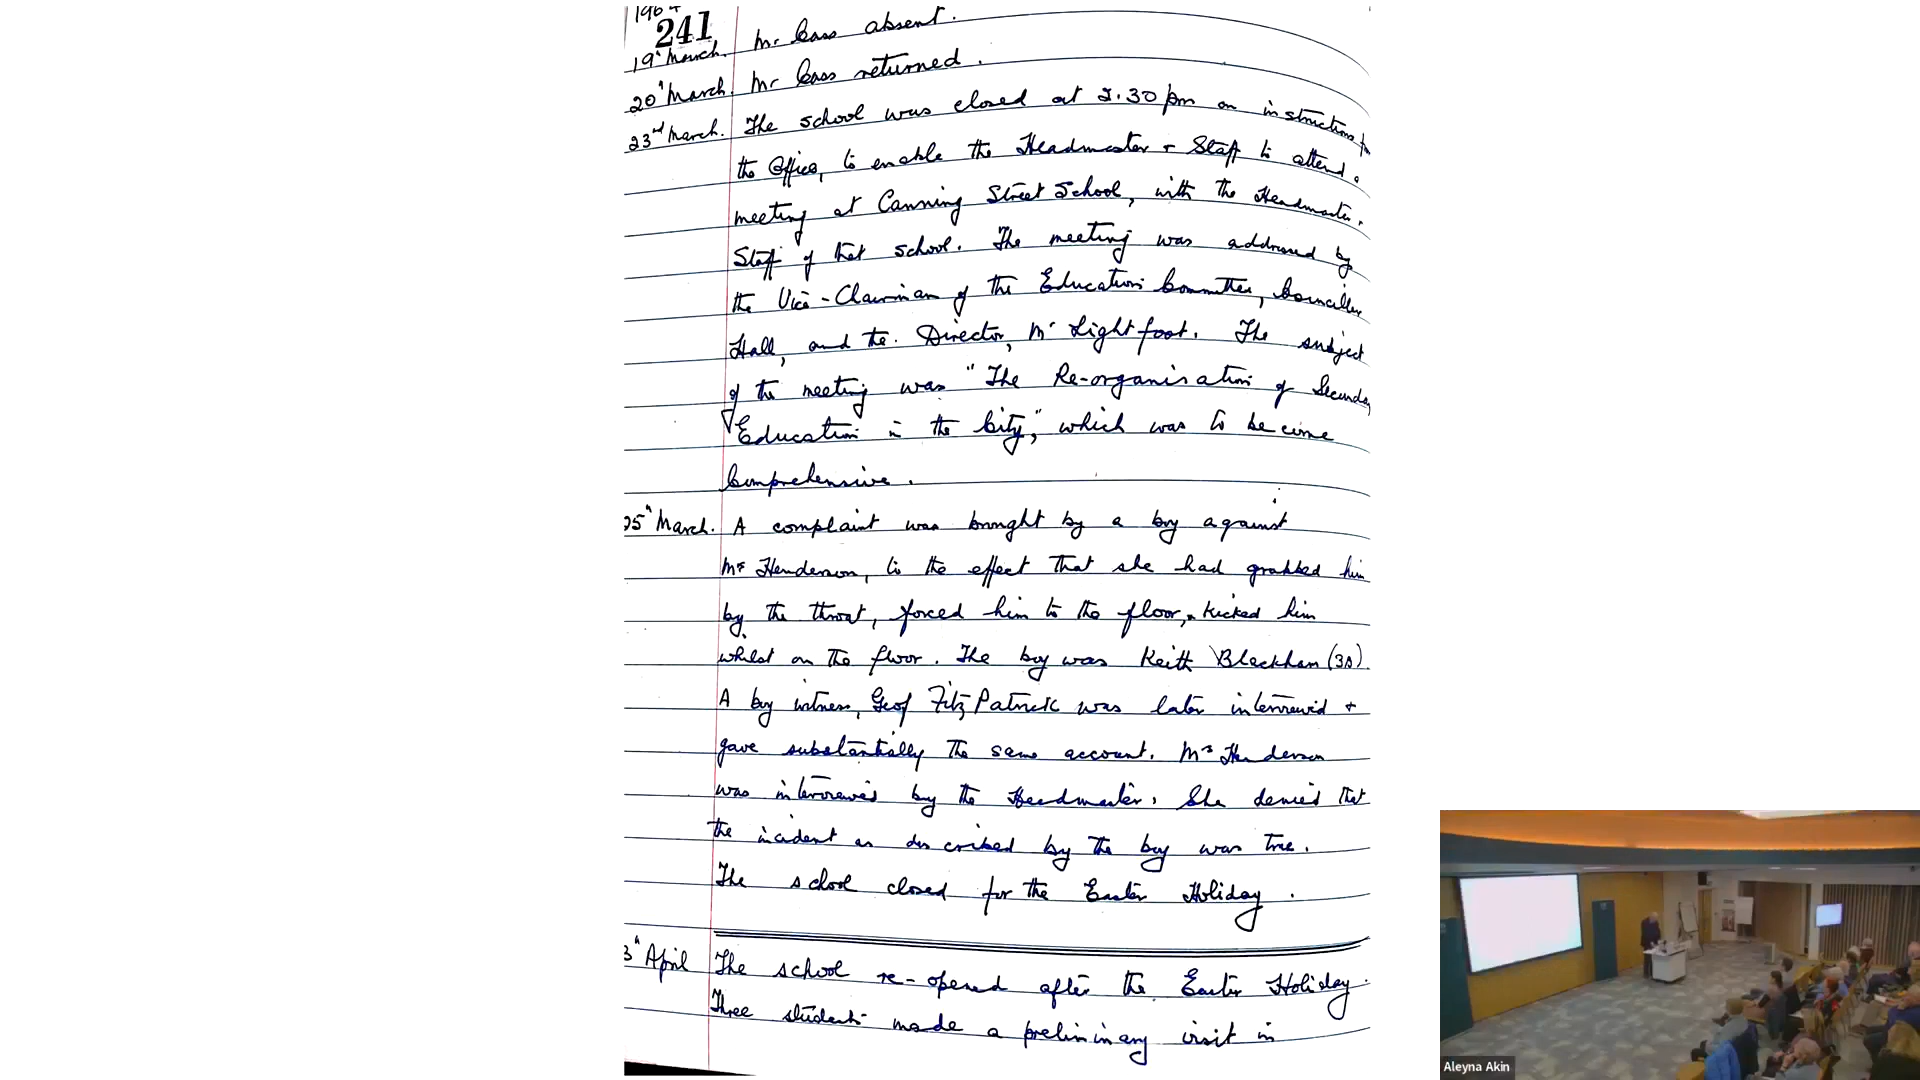 1964
241
19th March. Mr Cass absent.
20th March. Mr Cass returned.
23rd March. The school was closed at 2.30 pm on instructions
the Office, to enable the Headmaster + Staff to attend a
meeting at Canning Street School, with the Headmaster,
Staff of that school. The meeting was addressed by
the Vice-Chairman of the Education Committee, Councillor
Hall, and the Director, Mr Lightfoot. The subject
of the meeting was "The Re-organisation of Secondary
Education in the City", which was to become
Comprehensive.
25th March. A complaint was brought by a boy against
Mrs Henderson, to the effect that she had grabbed him
by the throat, forced him to the floor, + kicked him
whilst on the floor. The boy was Keith Bleckham (3A).
A boy witness, Geof FitzPatrick was later interviewed +
gave substantially the same account. Mrs Henderson
was interviewed by the Headmaster. She denied that
the incident as described by the boy was true.
The school closed for the Easter Holiday.
April The school re-opened after the Easter Holiday.
Three students made a preliminary visit in
Aleyna Akin